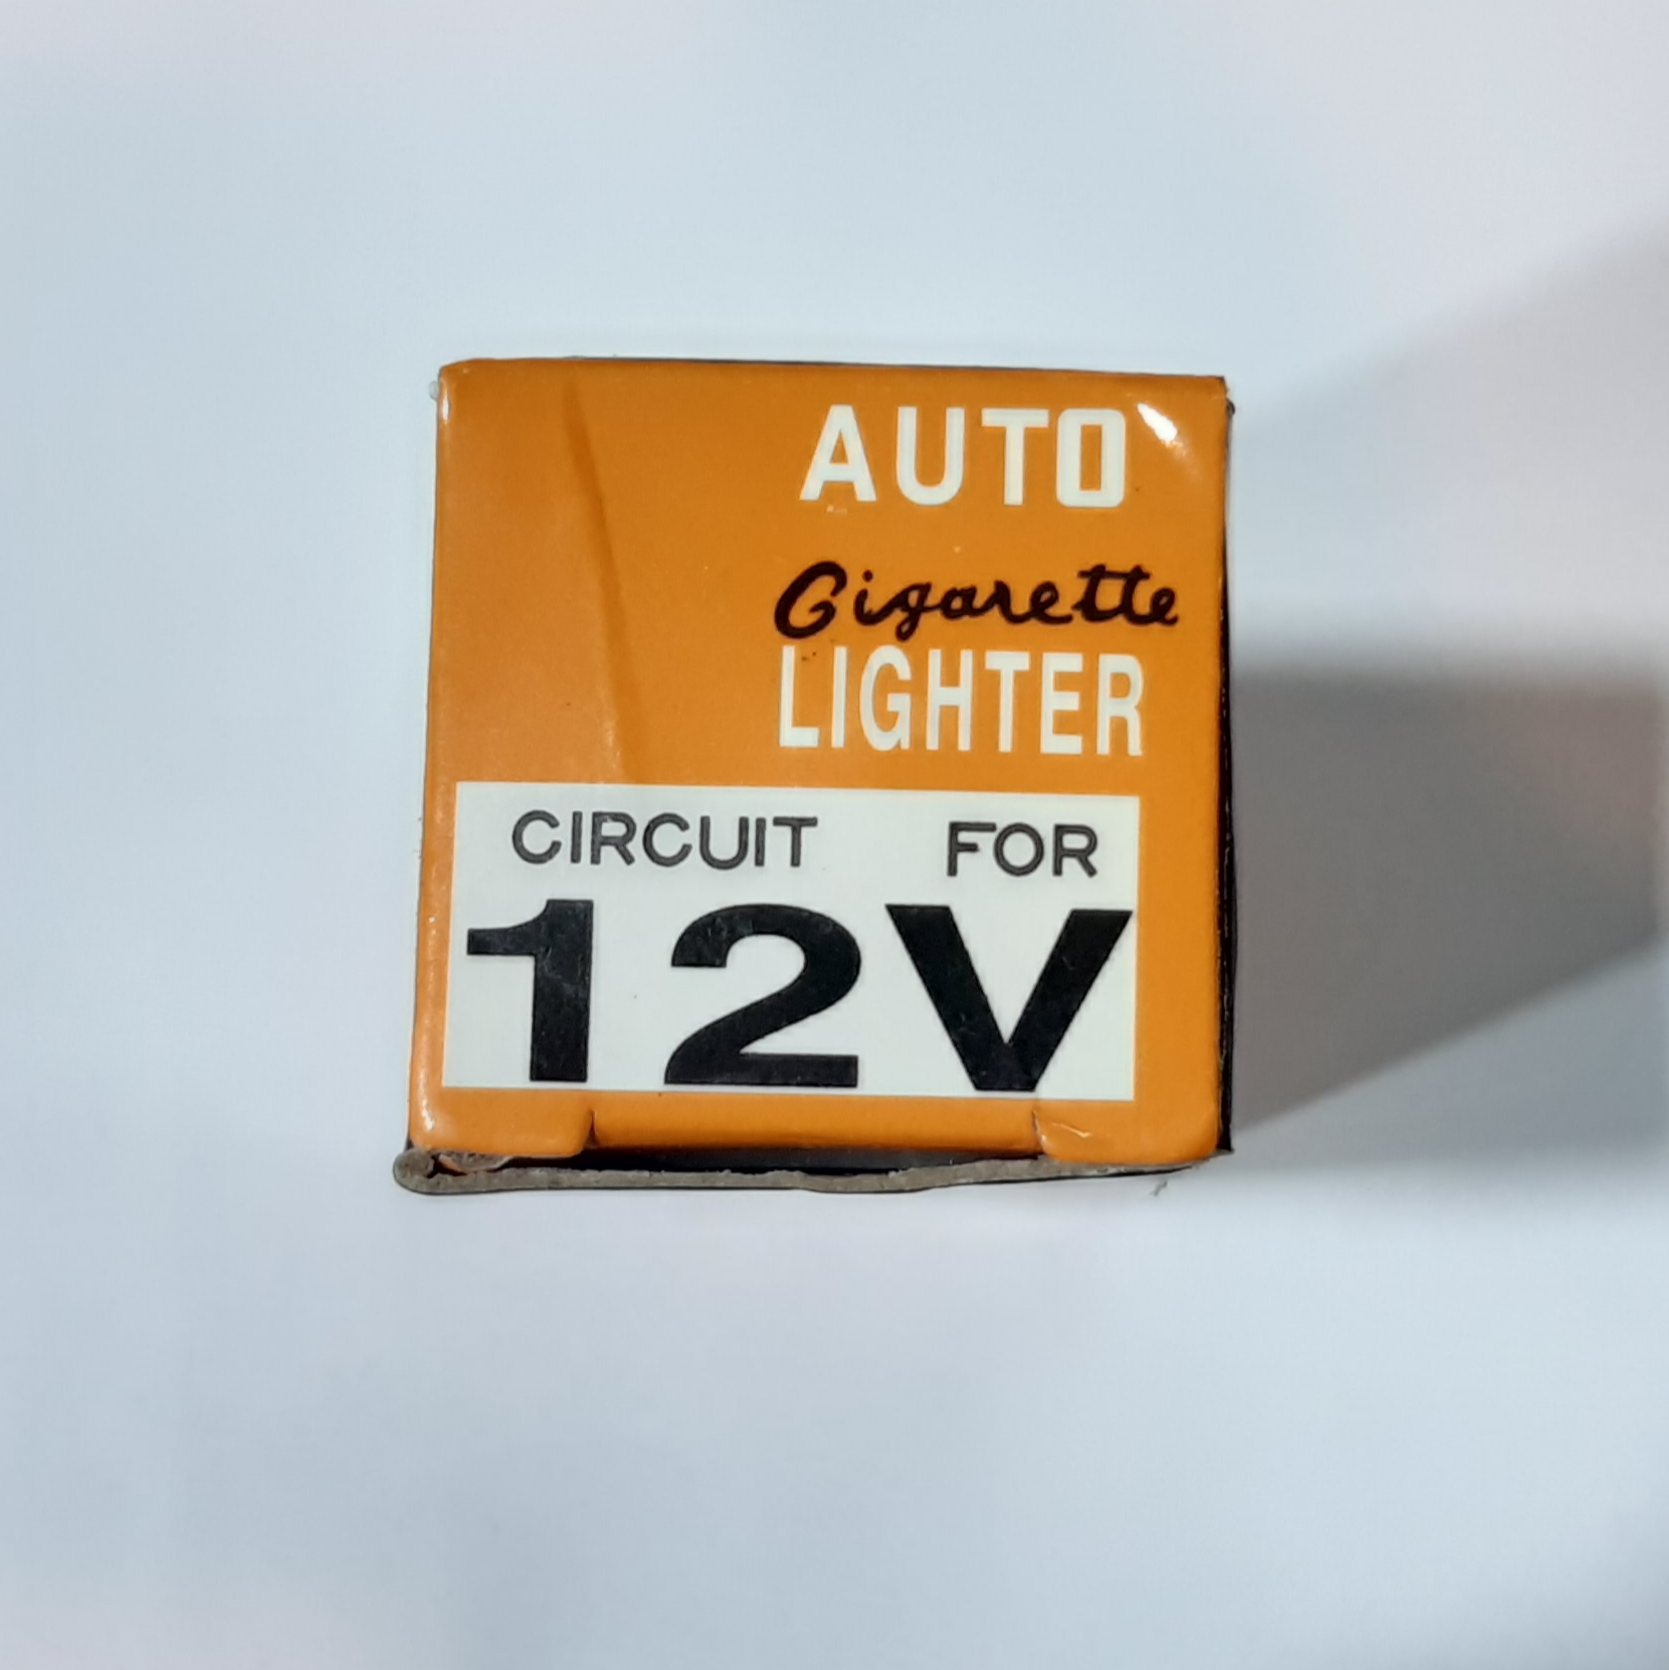 AUTO
Cigarette
LIGHTER
CIRCUIT FOR
12V